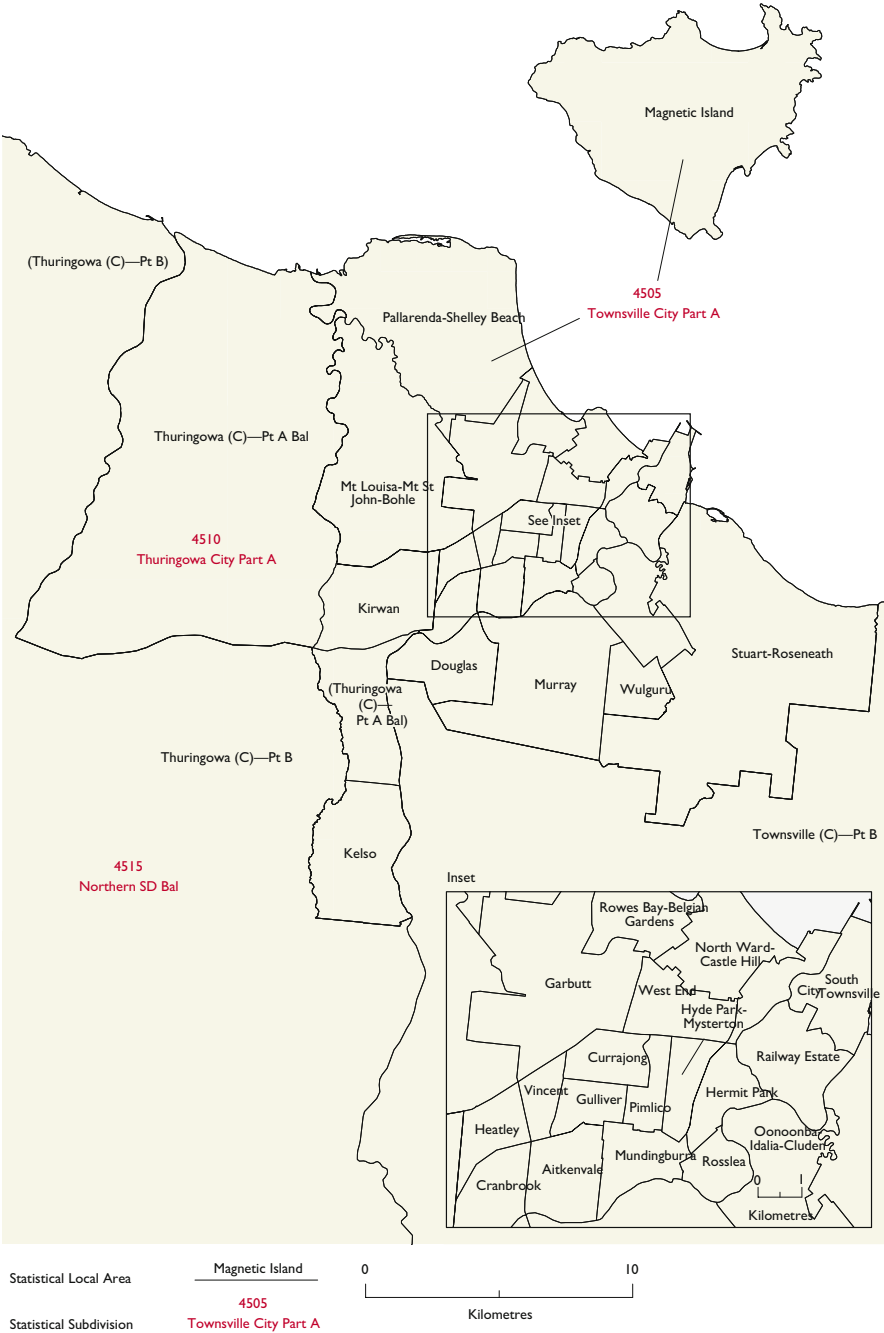 Magnetic Island
(Thuringowa (C)—Pt B)
4505
Townsville City Part A
Pallarenda-Shelley Beach
Thuringowa (C)—Pt A Bal
Mt Louisa-Mt St
John-Bohle
See Inset
4510
Thuringowa City Part A
Kirwan
Stuart-Roseneath
Douglas
Murray
Wulguru
(Thuringowa
(C)—
Pt A Bal)
Thuringowa (C)—Pt B
Townsville (C)—Pt B
Kelso
4515
Northern SD Bal
Inset
Rowes Bay-Belgian
Gardens
North Ward-
Castle Hill
Garbutt
West End
City
South
Townsville
Hyde Park-
Mysterton
Currajong
Railway Estate
Vincent
Gulliver
Pimlico
Hermit Park
Heatley
Oonoonba-
Idalia-Cluden
Mundingburra
Rosslea
Aitkenvale
Cranbrook
0 1
Kilometres
Statistical Local Area
Magnetic Island
0 10
Kilometres
Statistical Subdivision
4505
Townsville City Part A